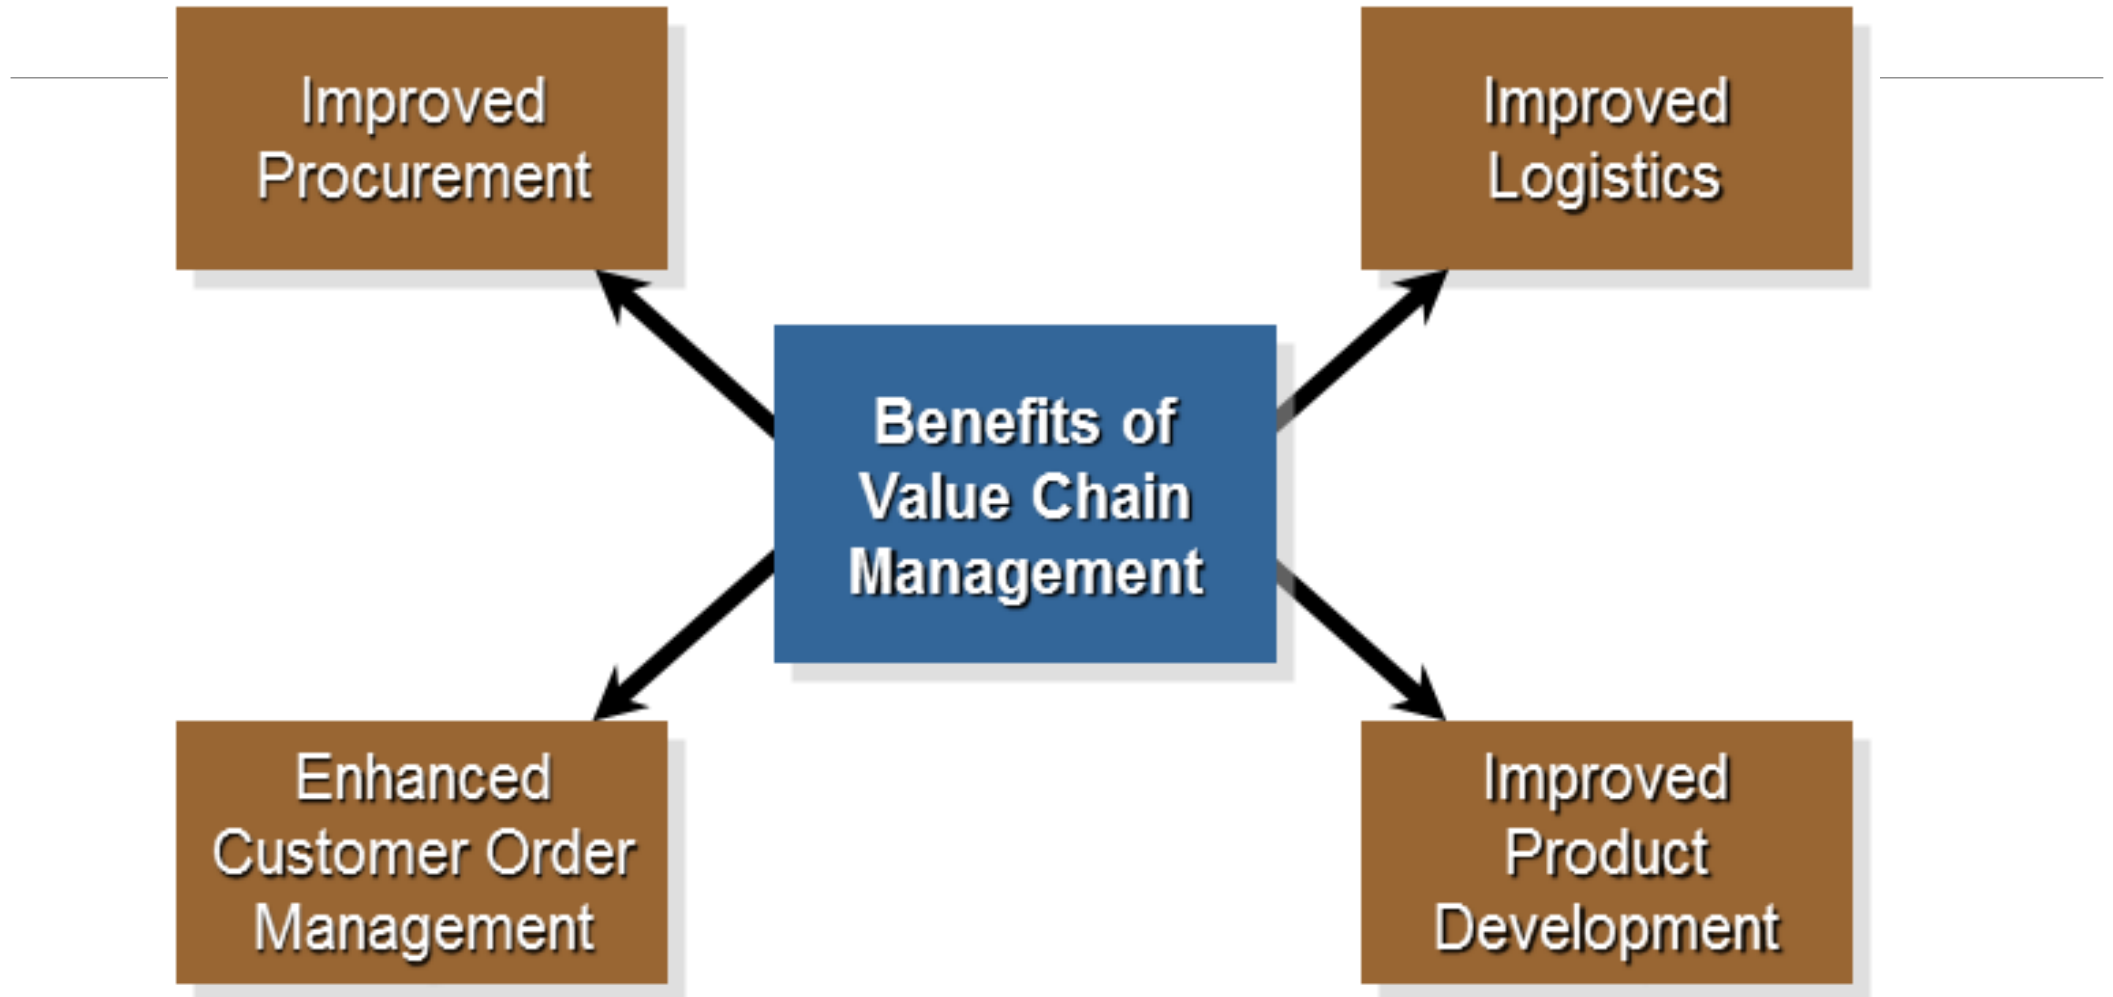 Improved
Procurement
Improved
Logistics
Benefits of
Value Chain
Management
Enhanced
Customer Order
Management
Improved
Product
Development